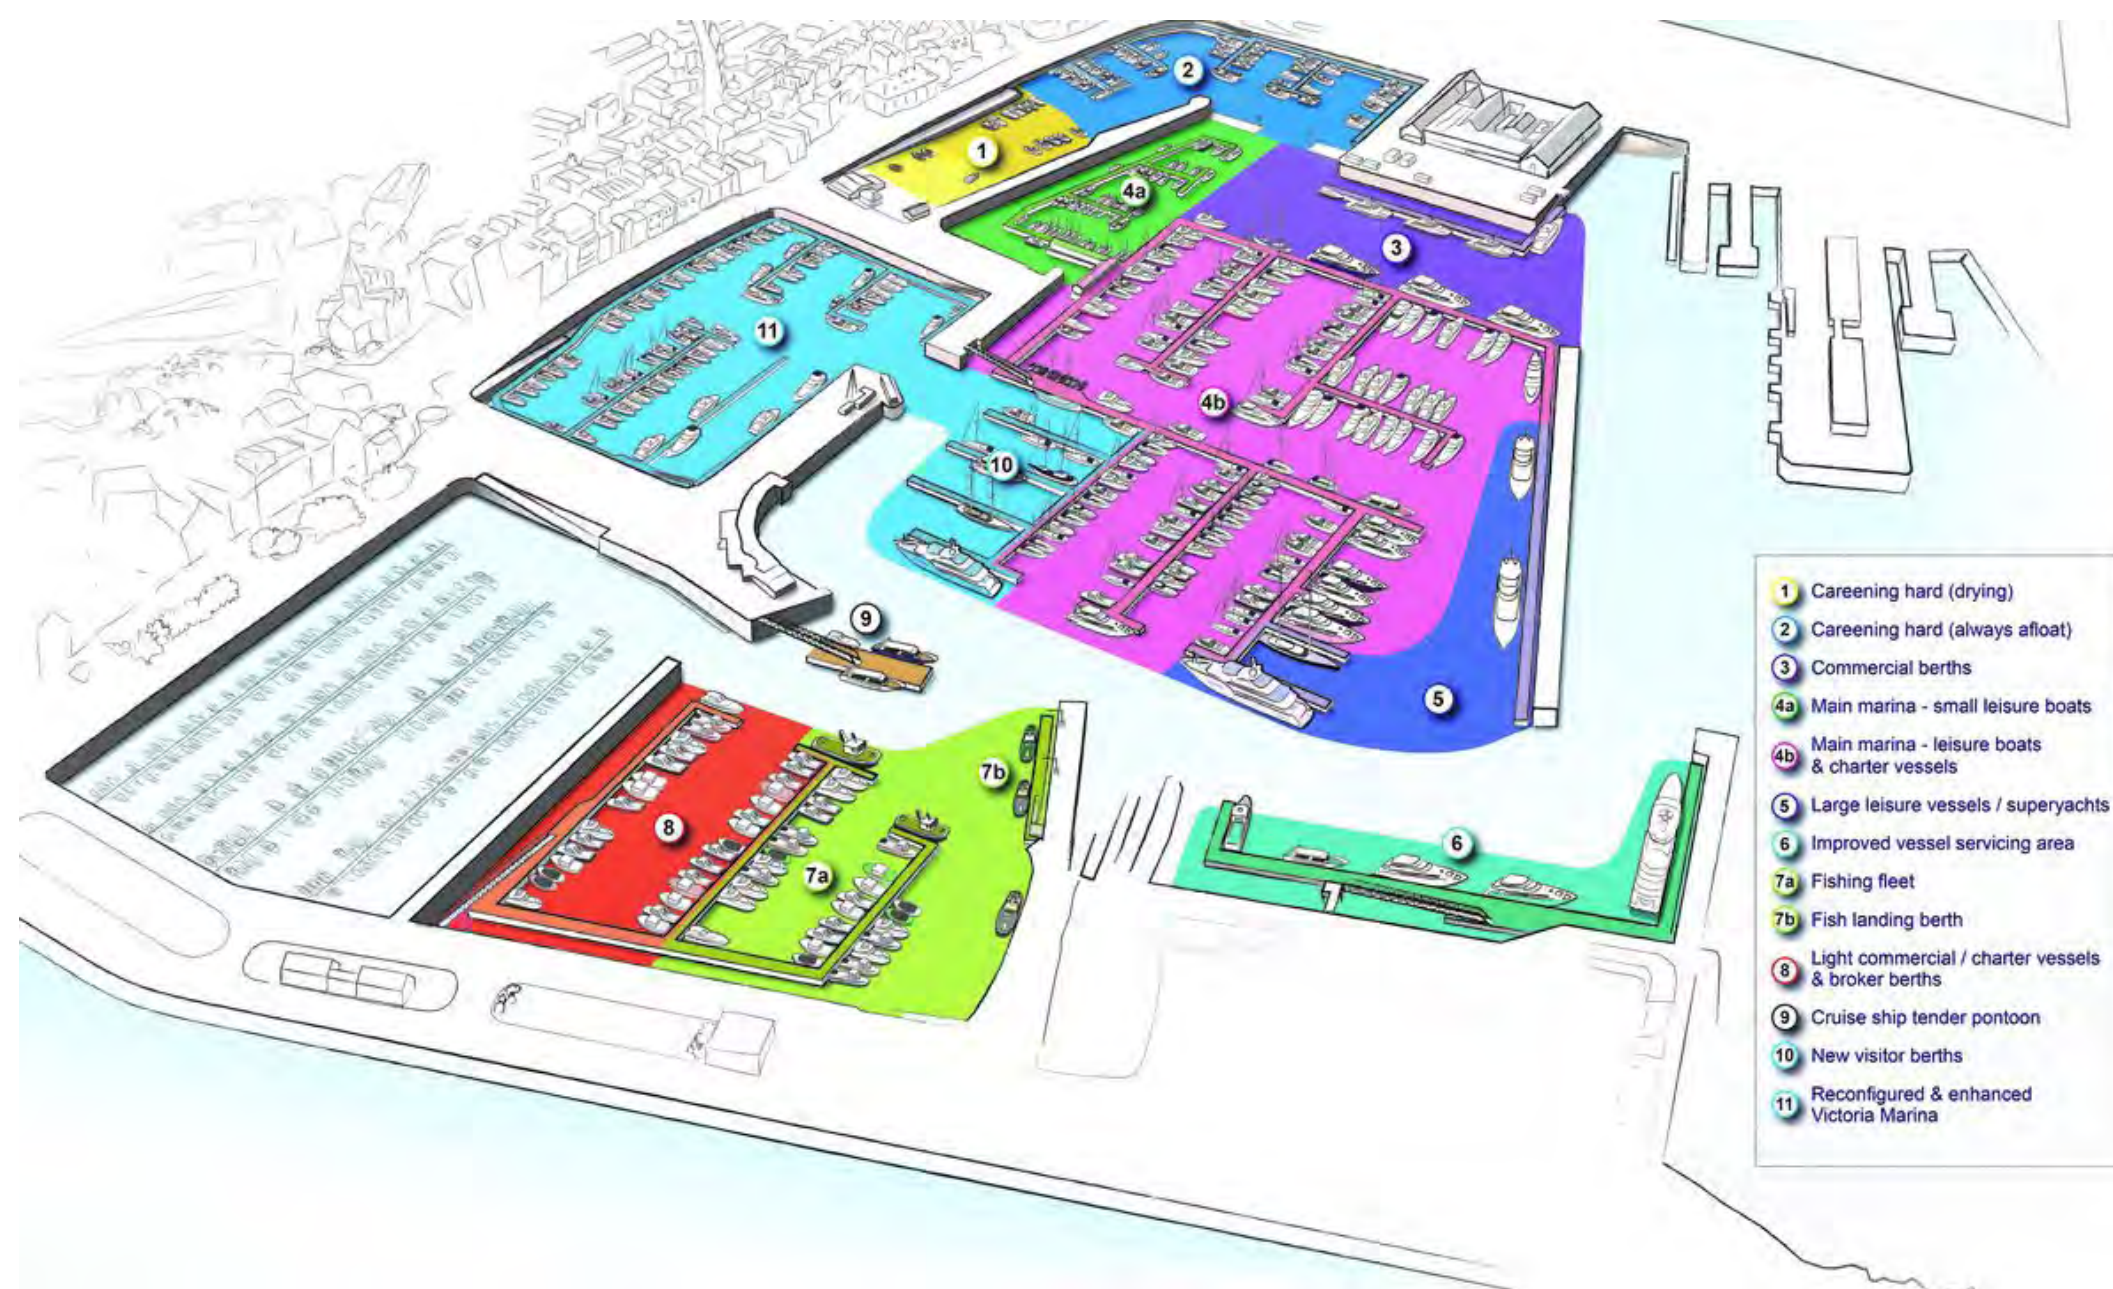 2
1
4a
3
11
4b
10
9
5
7b
8
6
7a
1 Careening hard (drying)
2 Careening hard (always afloat)
3 Commercial berths
4a Main marina - small leisure boats
4b Main marina - leisure boats
& charter vessels
5 Large leisure vessels / superyachts
6 Improved vessel servicing area
7a Fishing fleet
7b Fish landing berth
8 Light commercial / charter vessels
& broker berths
9 Cruise ship tender pontoon
10 New visitor berths
11 Reconfigured & enhanced
Victoria Marina